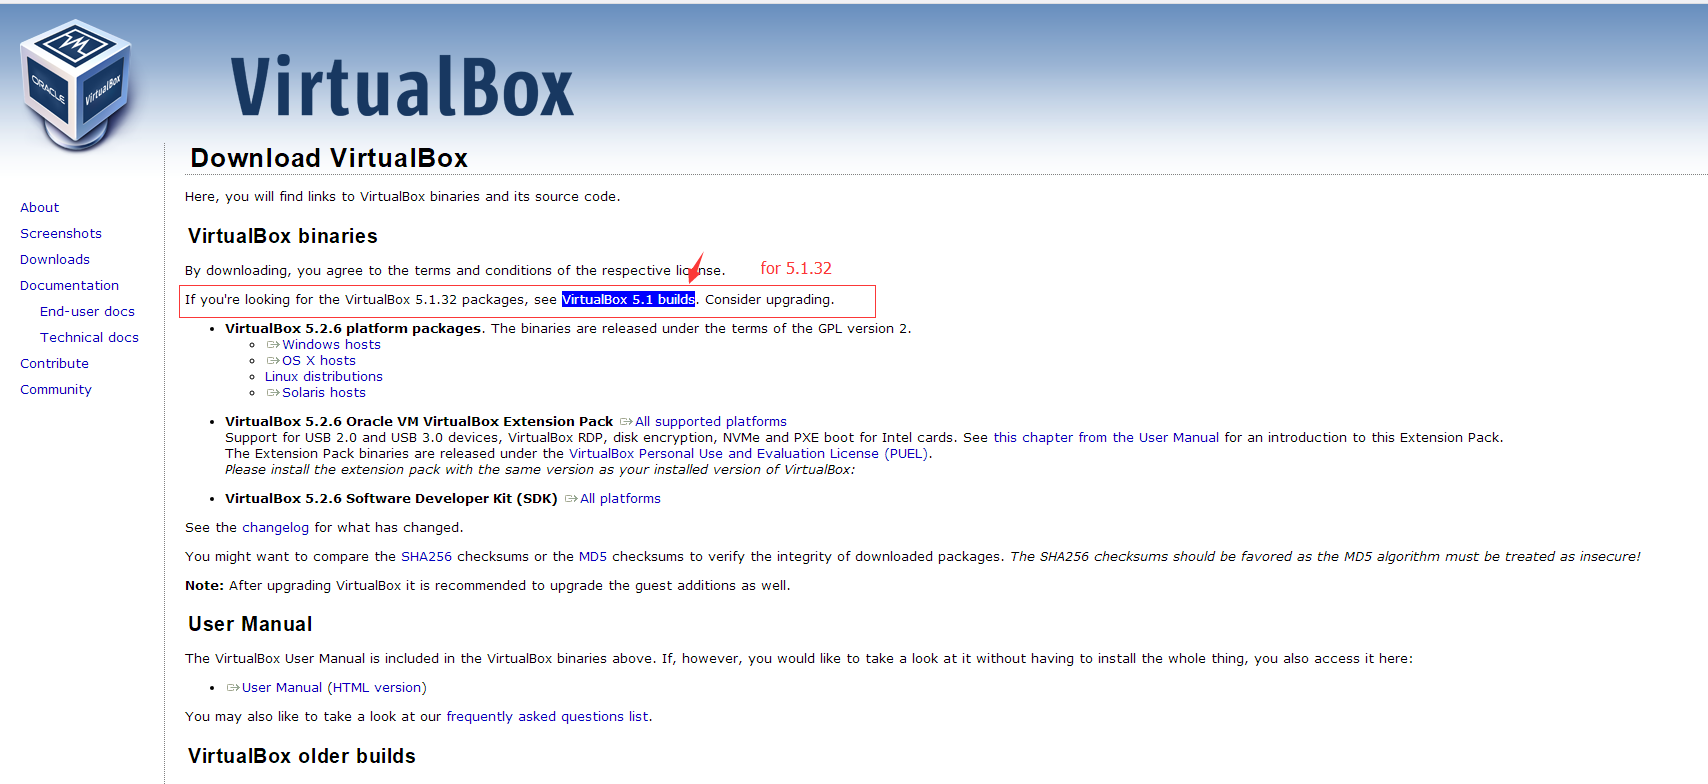 ORACLE
VirtualBox
VirtualBox
Download VirtualBox
Here, you will find links to VirtualBox binaries and its source code.
About
Screenshots
Downloads
Documentation
End-user docs
Technical docs
Contribute
Community
VirtualBox binaries
By downloading, you agree to the terms and conditions of the respective license.
for 5.1.32
If you're looking for the VirtualBox 5.1.32 packages, see VirtualBox 5.1 builds. Consider upgrading.
VirtualBox 5.2.6 platform packages. The binaries are released under the terms of the GPL version 2.
Windows hosts
OS X hosts
Linux distributions
Solaris hosts
VirtualBox 5.2.6 Oracle VM VirtualBox Extension Pack All supported platforms
Support for USB 2.0 and USB 3.0 devices, VirtualBox RDP, disk encryption, NVMe and PXE boot for Intel cards. See this chapter from the User Manual for an introduction to this Extension Pack.
The Extension Pack binaries are released under the VirtualBox Personal Use and Evaluation License (PUEL).
Please install the extension pack with the same version as your installed version of VirtualBox:
VirtualBox 5.2.6 Software Developer Kit (SDK) All platforms
See the changelog for what has changed.
You might want to compare the SHA256 checksums or the MD5 checksums to verify the integrity of downloaded packages. The SHA256 checksums should be favored as the MD5 algorithm must be treated as insecure!
Note: After upgrading VirtualBox it is recommended to upgrade the guest additions as well.
User Manual
The VirtualBox User Manual is included in the VirtualBox binaries above. If, however, you would like to take a look at it without having to install the whole thing, you also access it here:
User Manual (HTML version)
You may also like to take a look at our frequently asked questions list.
VirtualBox older builds